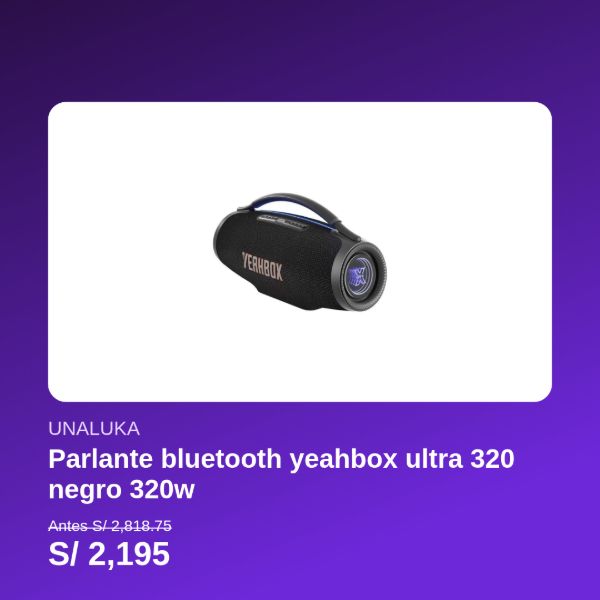 YEAHBOX
UNALUKA
Parlante bluetooth yeahbox ultra 320
negro 320w
Antes S/ 2,818.75
S/ 2,195